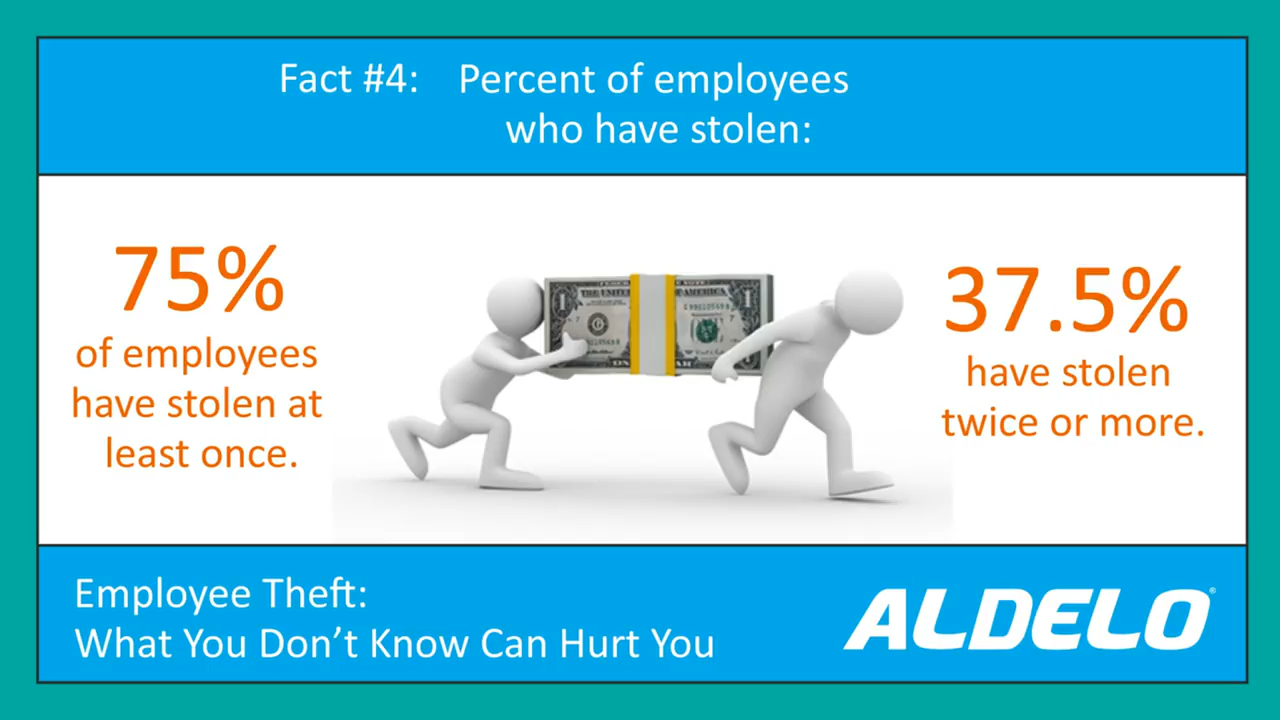 Fact #4: Percent of employees
who have stolen:
75%
of employees
have stolen at
least once.
37.5%
have stolen
twice or more.
Employee Theft:
What You Don't Know Can Hurt You
ALDELO®